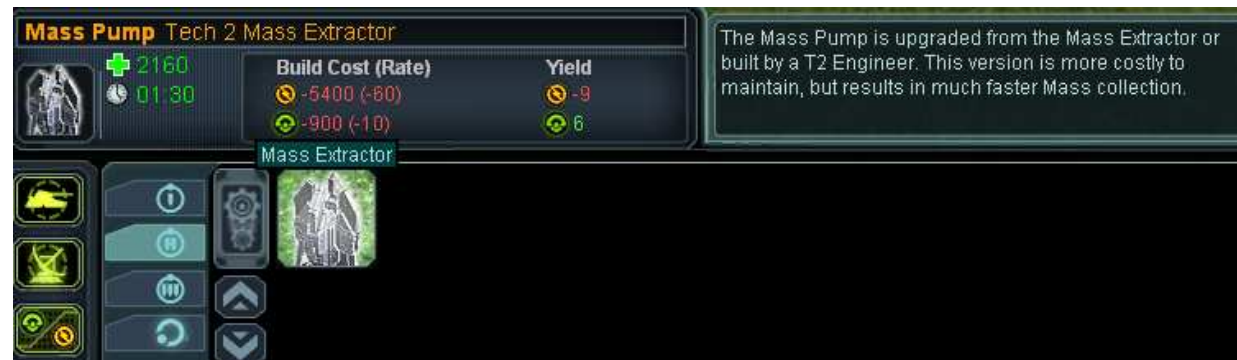 Mass Pump Tech 2 Mass Extractor
2160
01:30
Build Cost (Rate) Yield
-5400 (-60) -9
-900 (-10) 6
The Mass Pump is upgraded from the Mass Extractor or
built by a T2 Engineer. This version is more costly to
maintain, but results in much faster Mass collection.
Mass Extractor
I
II
III